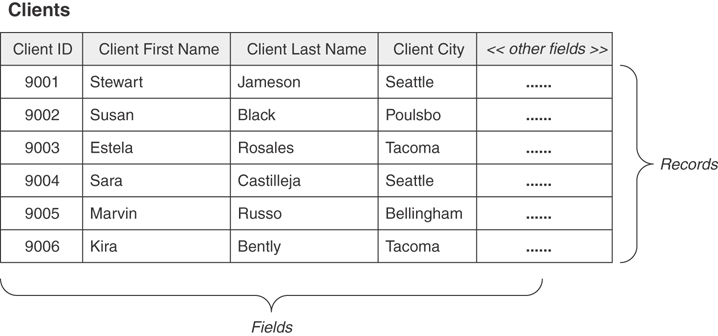 Clients
Client ID Client First Name Client Last Name Client City << other fields >>
9001 Stewart Jameson Seattle ......
9002 Susan Black Poulsbo ......
9003 Estela Rosales Tacoma ......
9004 Sara Castilleja Seattle ......
9005 Marvin Russo Bellingham ......
9006 Kira Bently Tacoma ......
Records
Fields